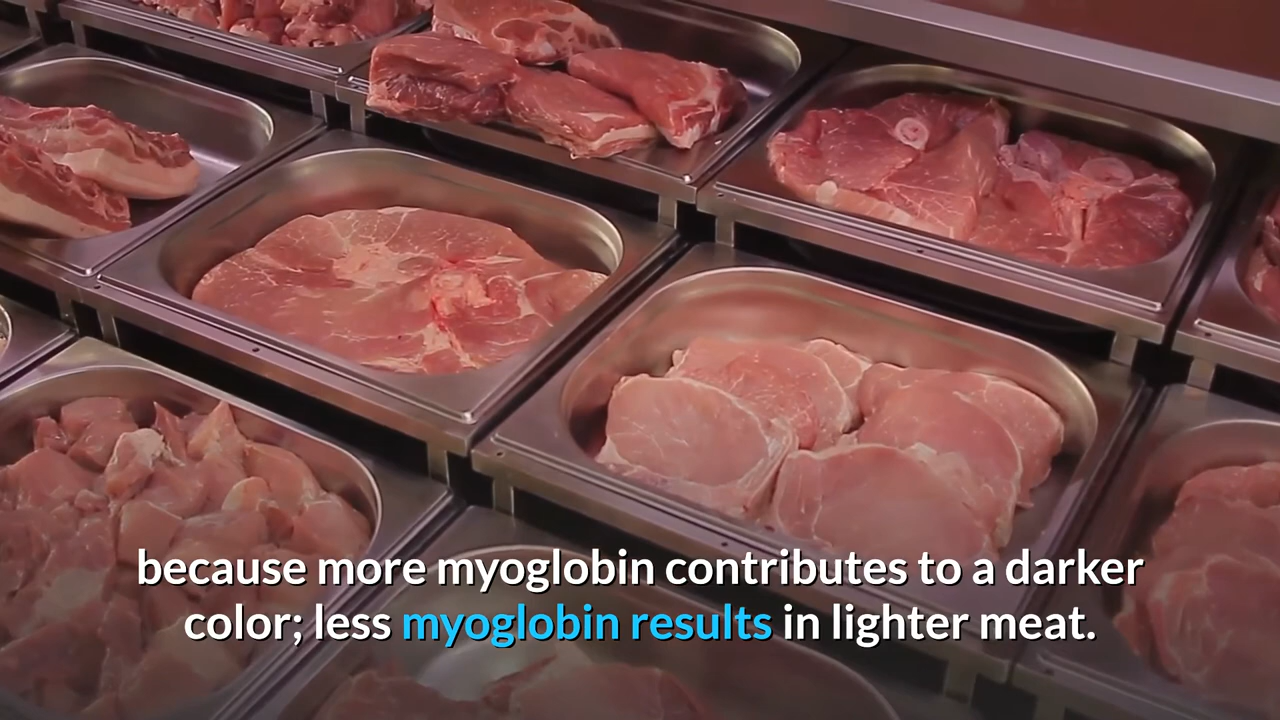 because more myoglobin contributes to a darker
color; less myoglobin results in lighter meat.